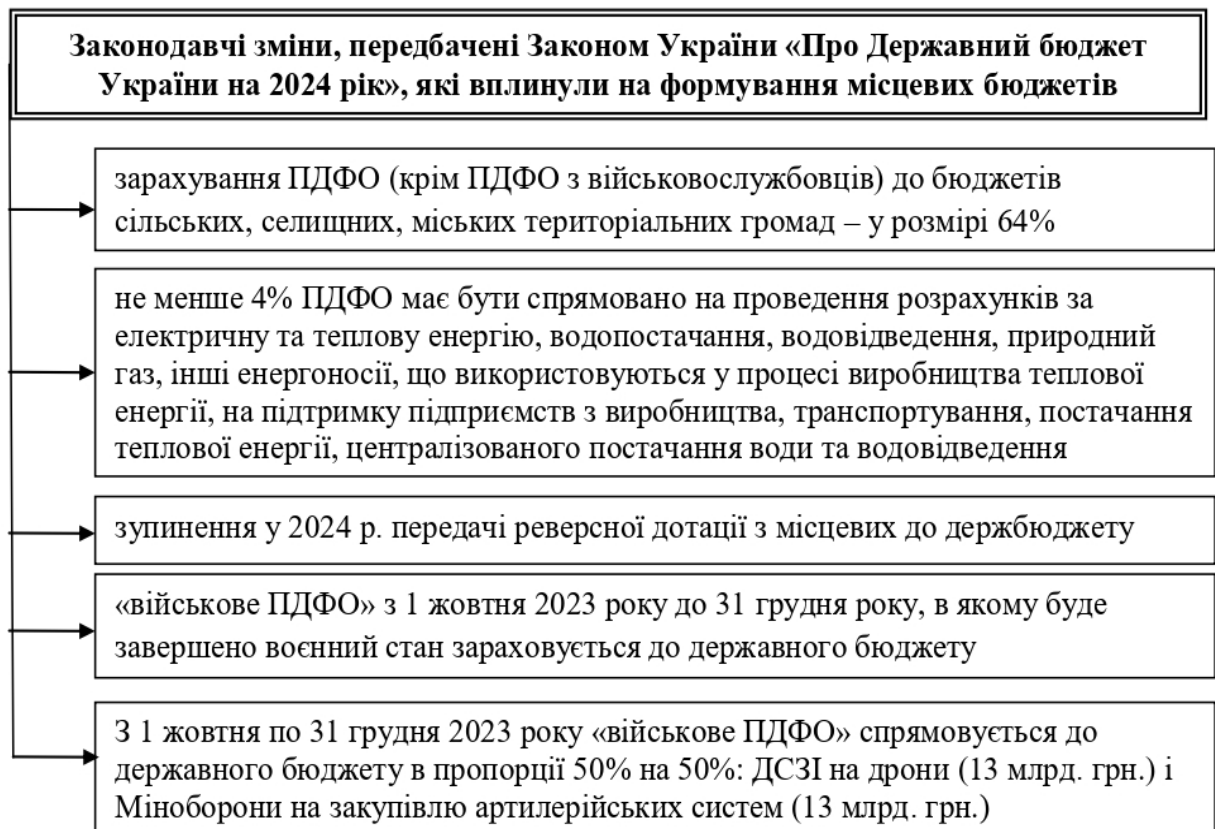 Законодавчі зміни, передбачені Законом України «Про Державний бюджет
України на 2024 рік», які вплинули на формування місцевих бюджетів
зарахування ПДФО (крім ПДФО з військовослужбовців) до бюджетів
сільських, селищних, міських територіальних громад – у розмірі 64%
не менше 4% ПДФО має бути спрямовано на проведення розрахунків за
електричну та теплову енергію, водопостачання, водовідведення, природний
газ, інші енергоносії, що використовуються у процесі виробництва теплової
енергії, на підтримку підприємств з виробництва, транспортування, постачання
теплової енергії, централізованого постачання води та водовідведення
зупинення у 2024 р. передачі реверсної дотації з місцевих до держбюджету
«військове ПДФО» з 1 жовтня 2023 року до 31 грудня року, в якому буде
завершено воєнний стан зараховується до державного бюджету
З 1 жовтня по 31 грудня 2023 року «військове ПДФО» спрямовується до
державного бюджету в пропорції 50% на 50%: ДСЗІ на дрони (13 млрд. грн.) і
Міноборони на закупівлю артилерійських систем (13 млрд. грн.)